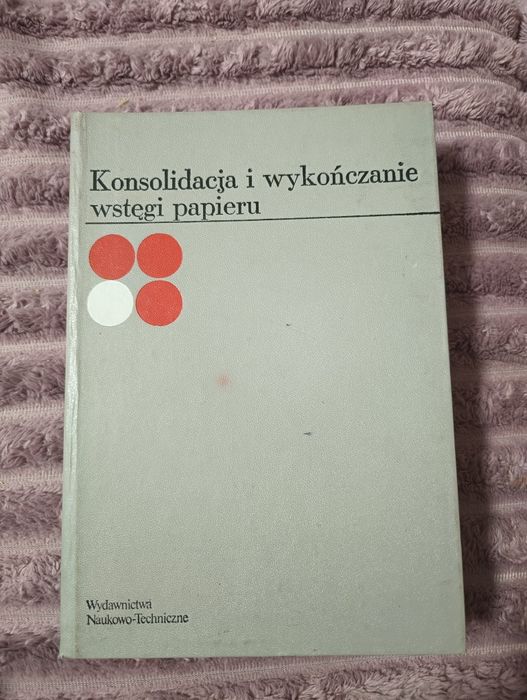 Konsolidacja i wykończanie
wstęgi papieru
Wydawnictwa
Naukowo-Techniczne